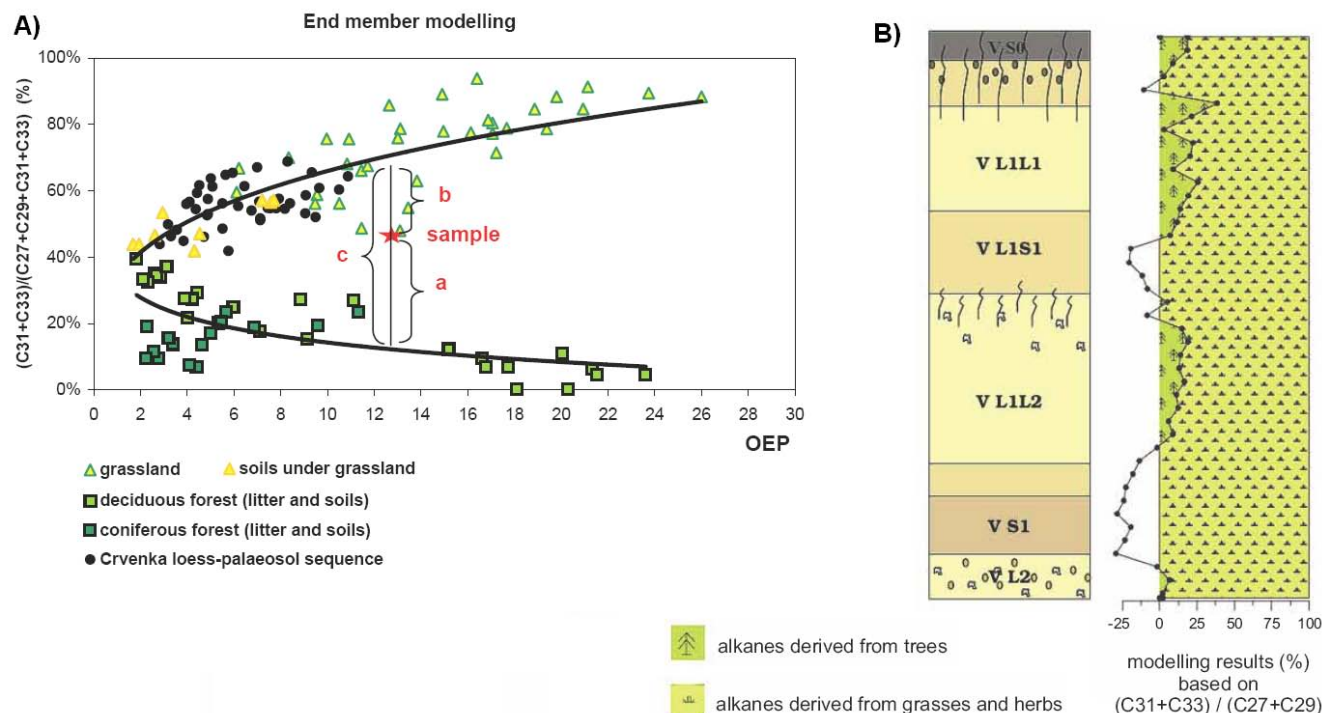 A)
End member modelling
(C31+C33)/(C27+C29+C31+C33) (%)
100%
80%
60%
40%
20%
0%
0 2 4 6 8 10 12 14 16 18 20 22 24 26 28 30
OEP
b
sample
c
a
grassland
soils under grassland
deciduous forest (litter and soils)
coniferous forest (litter and soils)
Crvenka loess-palaeosol sequence
B)
V S0
V L1L1
V L1S1
V L1L2
V S1
V L2
-25 0 25 50 75 100
modelling results (%)
based on
(C31+C33) / (C27+C29)
alkanes derived from trees
alkanes derived from grasses and herbs